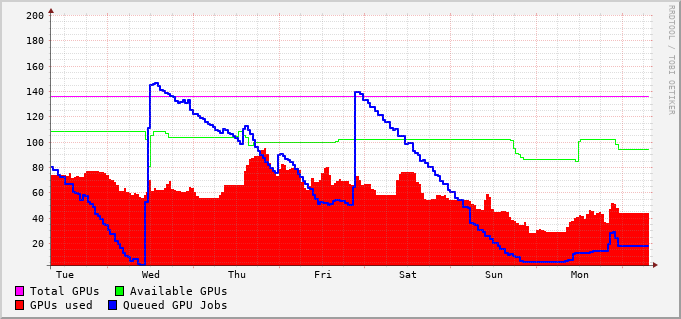 200
180
160
140
120
100
80
60
40
20
Tue Wed Thu Fri Sat Sun Mon
Total GPUs Available GPUs
GPUs used Queued GPU Jobs
RRDTOOL / TOBI OETIKER